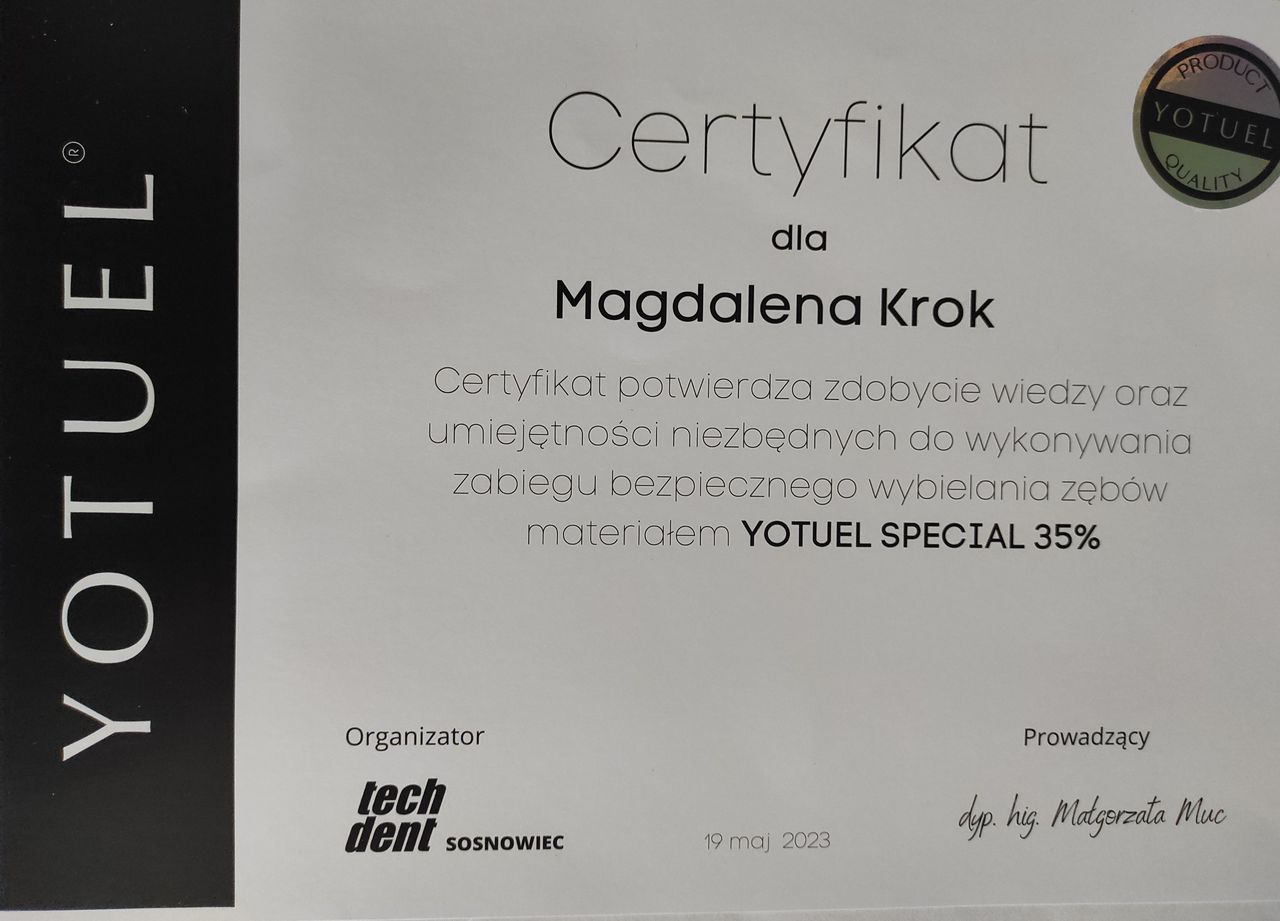 YOTUEL®
PRODUCT
YOTUEL
QUALITY
Certyfikat
dla
Magdalena Krok
Certyfikat potwierdza zdobycie wiedzy oraz
umiejętności niezbędnych do wykonywania
zabiegu bezpiecznego wybielania zębów
materiałem YOTUEL SPECIAL 35%
Organizator
tech
dent SOSNOWIEC
19 maj 2023
Prowadzący
dyp. hig. Małgorzata Muc